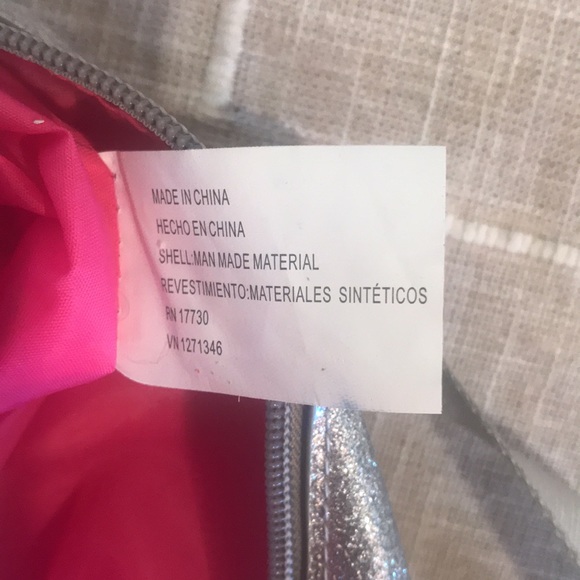 MADE IN CHINA
HECHO EN CHINA
SHELL:MAN MADE MATERIAL
REVESTIMIENTO:MATERIALES SINTÉTICOS
RN 17730
VN 1271346